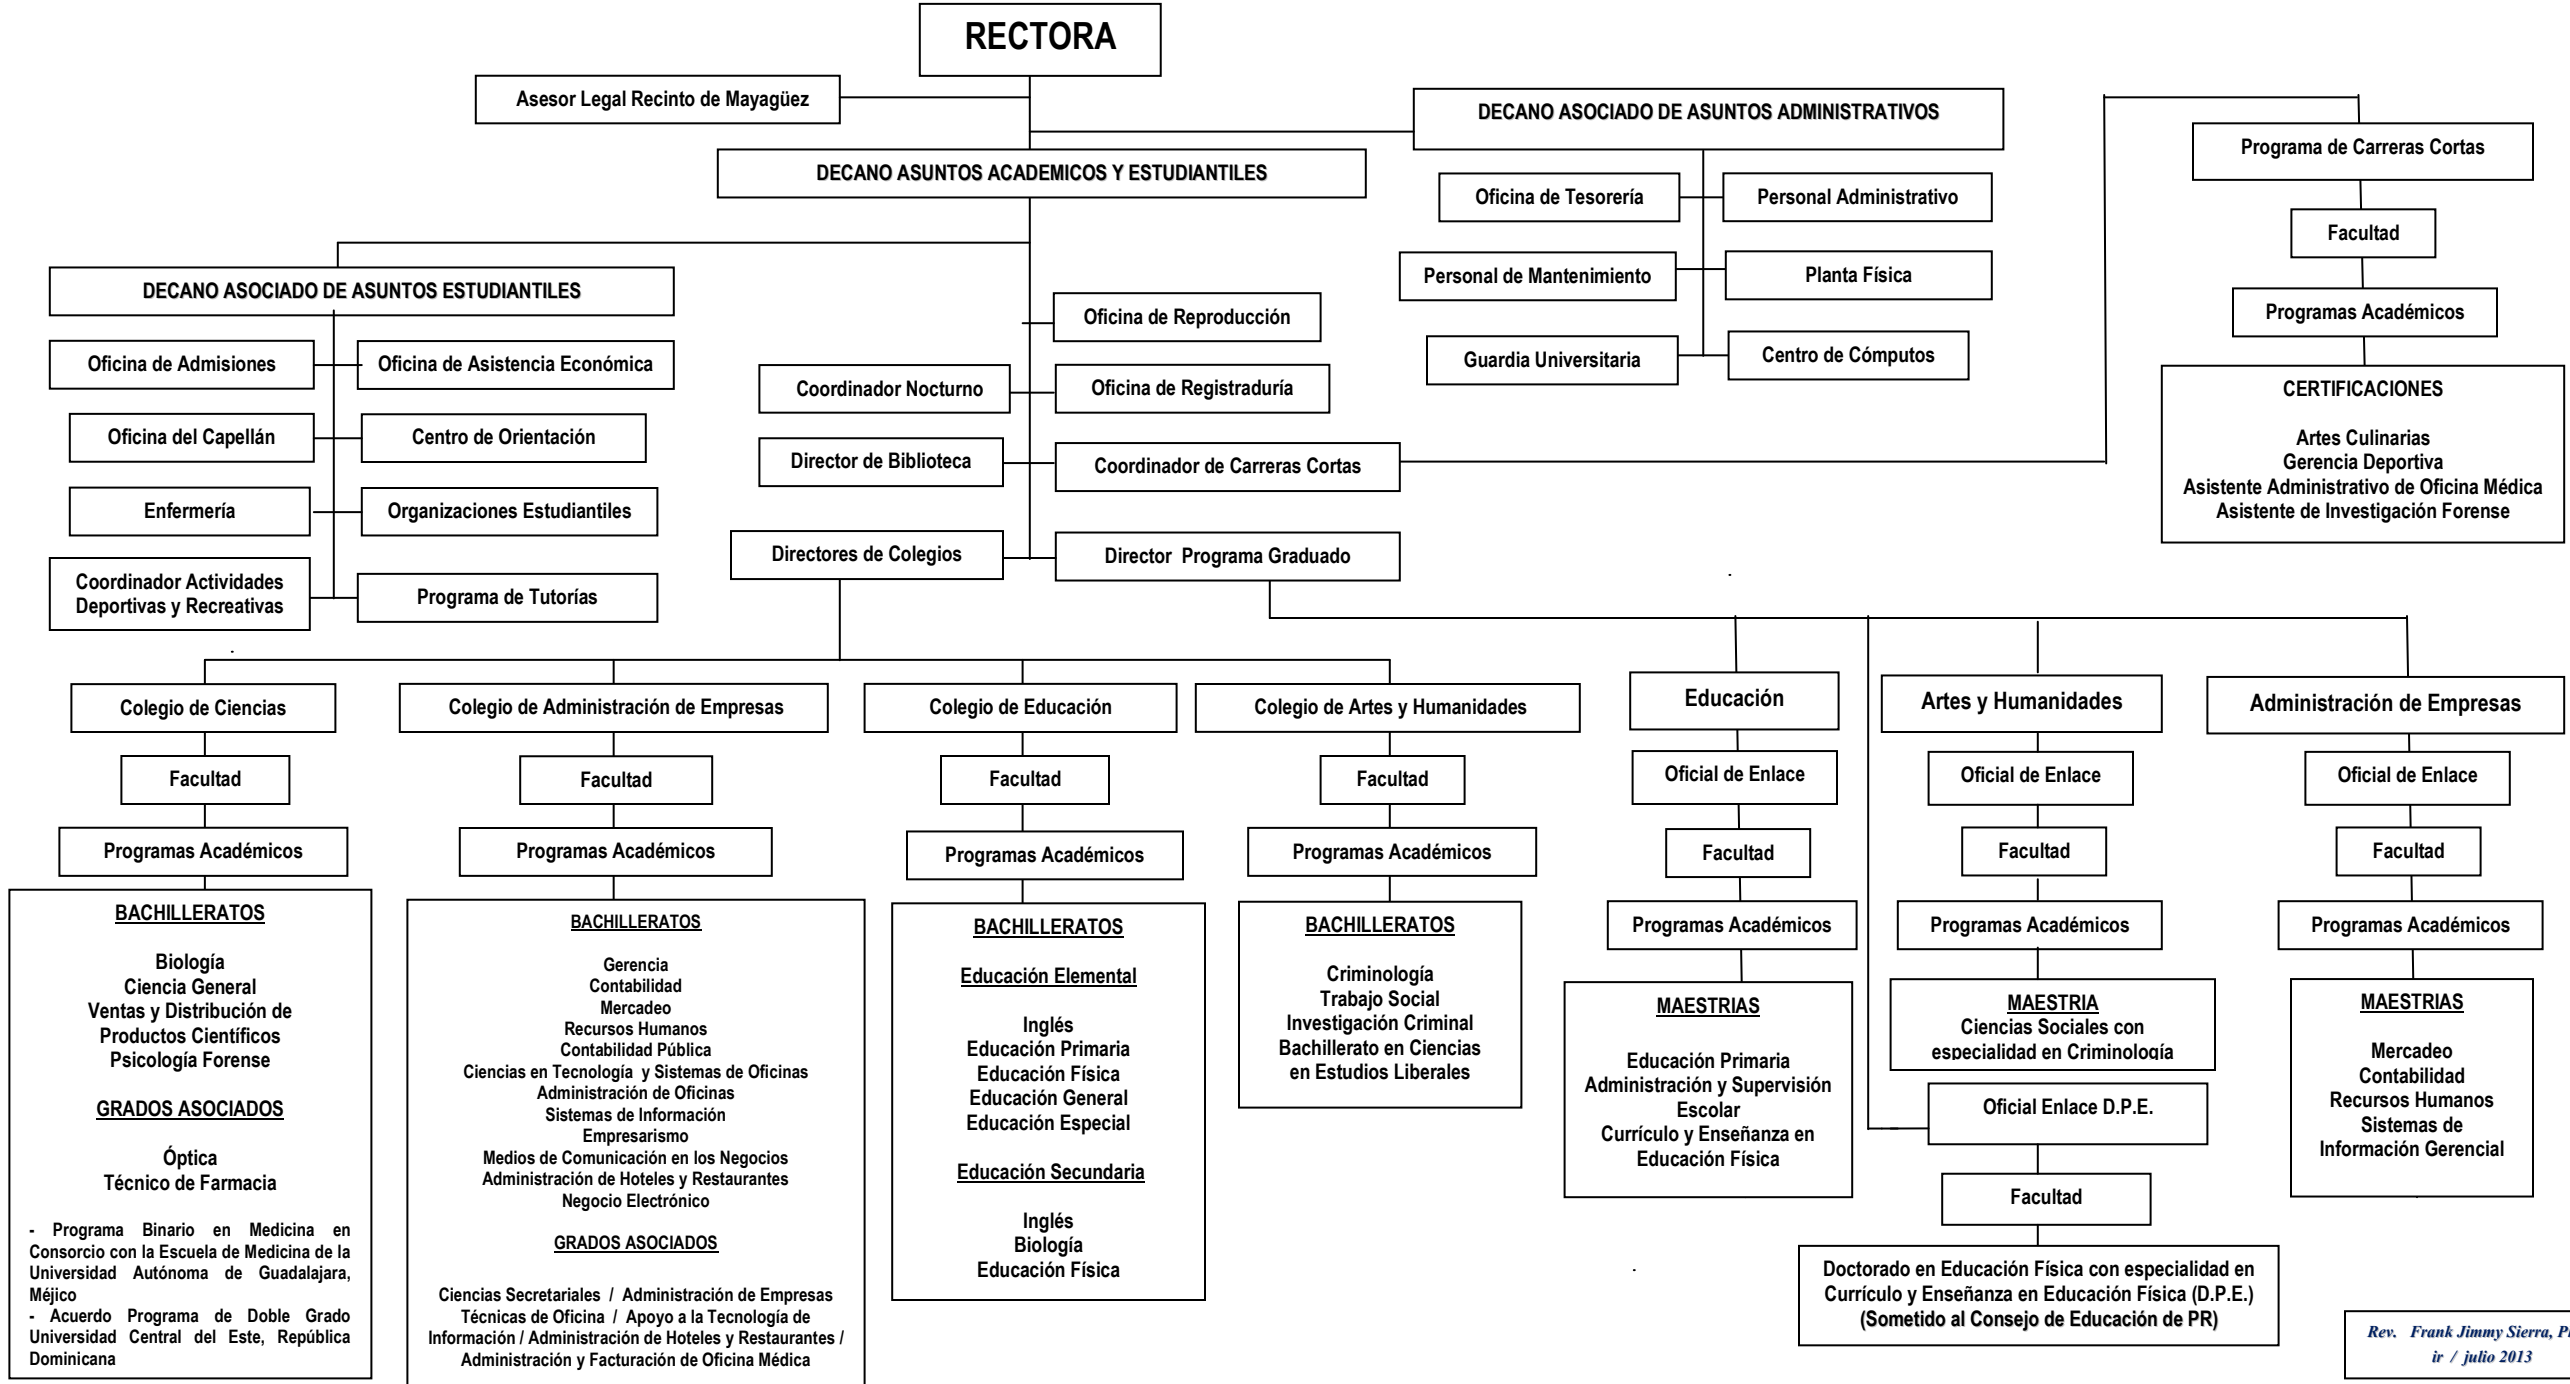 RECTORA
Asesor Legal Recinto de Mayagüez
DECANO ASOCIADO DE ASUNTOS ADMINISTRATIVOS
DECANO ASUNTOS ACADEMICOS Y ESTUDIANTILES
Oficina de Tesorería
Personal Administrativo
Personal de Mantenimiento
Planta Física
Guardia Universitaria
Centro de Cómputos
Programa de Carreras Cortas
Facultad
Programas Académicos
CERTIFICACIONES
Artes Culinarias
Gerencia Deportiva
Asistente Administrativo de Oficina Médica
Asistente de Investigación Forense
DECANO ASOCIADO DE ASUNTOS ESTUDIANTILES
Oficina de Admisiones
Oficina de Asistencia Económica
Oficina del Capellán
Centro de Orientación
Enfermería
Organizaciones Estudiantiles
Coordinador Actividades
Deportivas y Recreativas
Programa de Tutorías
Oficina de Reproducción
Coordinador Nocturno
Oficina de Registraduría
Director de Biblioteca
Coordinador de Carreras Cortas
Directores de Colegios
Director Programa Graduado
Colegio de Ciencias
Facultad
Programas Académicos
BACHILLERATOS
Biología
Ciencia General
Ventas y Distribución de
Productos Científicos
Psicología Forense
GRADOS ASOCIADOS
Óptica
Técnico de Farmacia
- Programa Binario en Medicina en
Consorcio con la Escuela de Medicina de la
Universidad Autónoma de Guadalajara,
Méjico
- Acuerdo Programa de Doble Grado
Universidad Central del Este, República
Dominicana
Colegio de Administración de Empresas
Facultad
Programas Académicos
BACHILLERATOS
Gerencia
Contabilidad
Mercadeo
Recursos Humanos
Contabilidad Pública
Ciencias en Tecnología y Sistemas de Oficinas
Administración de Oficinas
Sistemas de Información
Empresarismo
Medios de Comunicación en los Negocios
Administración de Hoteles y Restaurantes
Negocio Electrónico
GRADOS ASOCIADOS
Ciencias Secretariales / Administración de Empresas
Técnicas de Oficina / Apoyo a la Tecnología de
Información / Administración de Hoteles y Restaurantes /
Administración y Facturación de Oficina Médica
Colegio de Educación
Facultad
Programas Académicos
BACHILLERATOS
Educación Elemental
Inglés
Educación Primaria
Educación Física
Educación General
Educación Especial
Educación Secundaria
Inglés
Biología
Educación Física
Colegio de Artes y Humanidades
Facultad
Programas Académicos
BACHILLERATOS
Criminología
Trabajo Social
Investigación Criminal
Bachillerato en Ciencias
en Estudios Liberales
Educación
Oficial de Enlace
Facultad
Programas Académicos
MAESTRIAS
Educación Primaria
Administración y Supervisión
Escolar
Currículo y Enseñanza en
Educación Física
Artes y Humanidades
Oficial de Enlace
Facultad
Programas Académicos
MAESTRIA
Ciencias Sociales con
especialidad en Criminología
Oficial Enlace D.P.E.
Facultad
Doctorado en Educación Física con especialidad en
Currículo y Enseñanza en Educación Física (D.P.E.)
(Sometido al Consejo de Educación de PR)
Administración de Empresas
Oficial de Enlace
Facultad
Programas Académicos
MAESTRIAS
Mercadeo
Contabilidad
Recursos Humanos
Sistemas de
Información Gerencial
Rev. Frank Jimmy Sierra,
ir / julio 2013